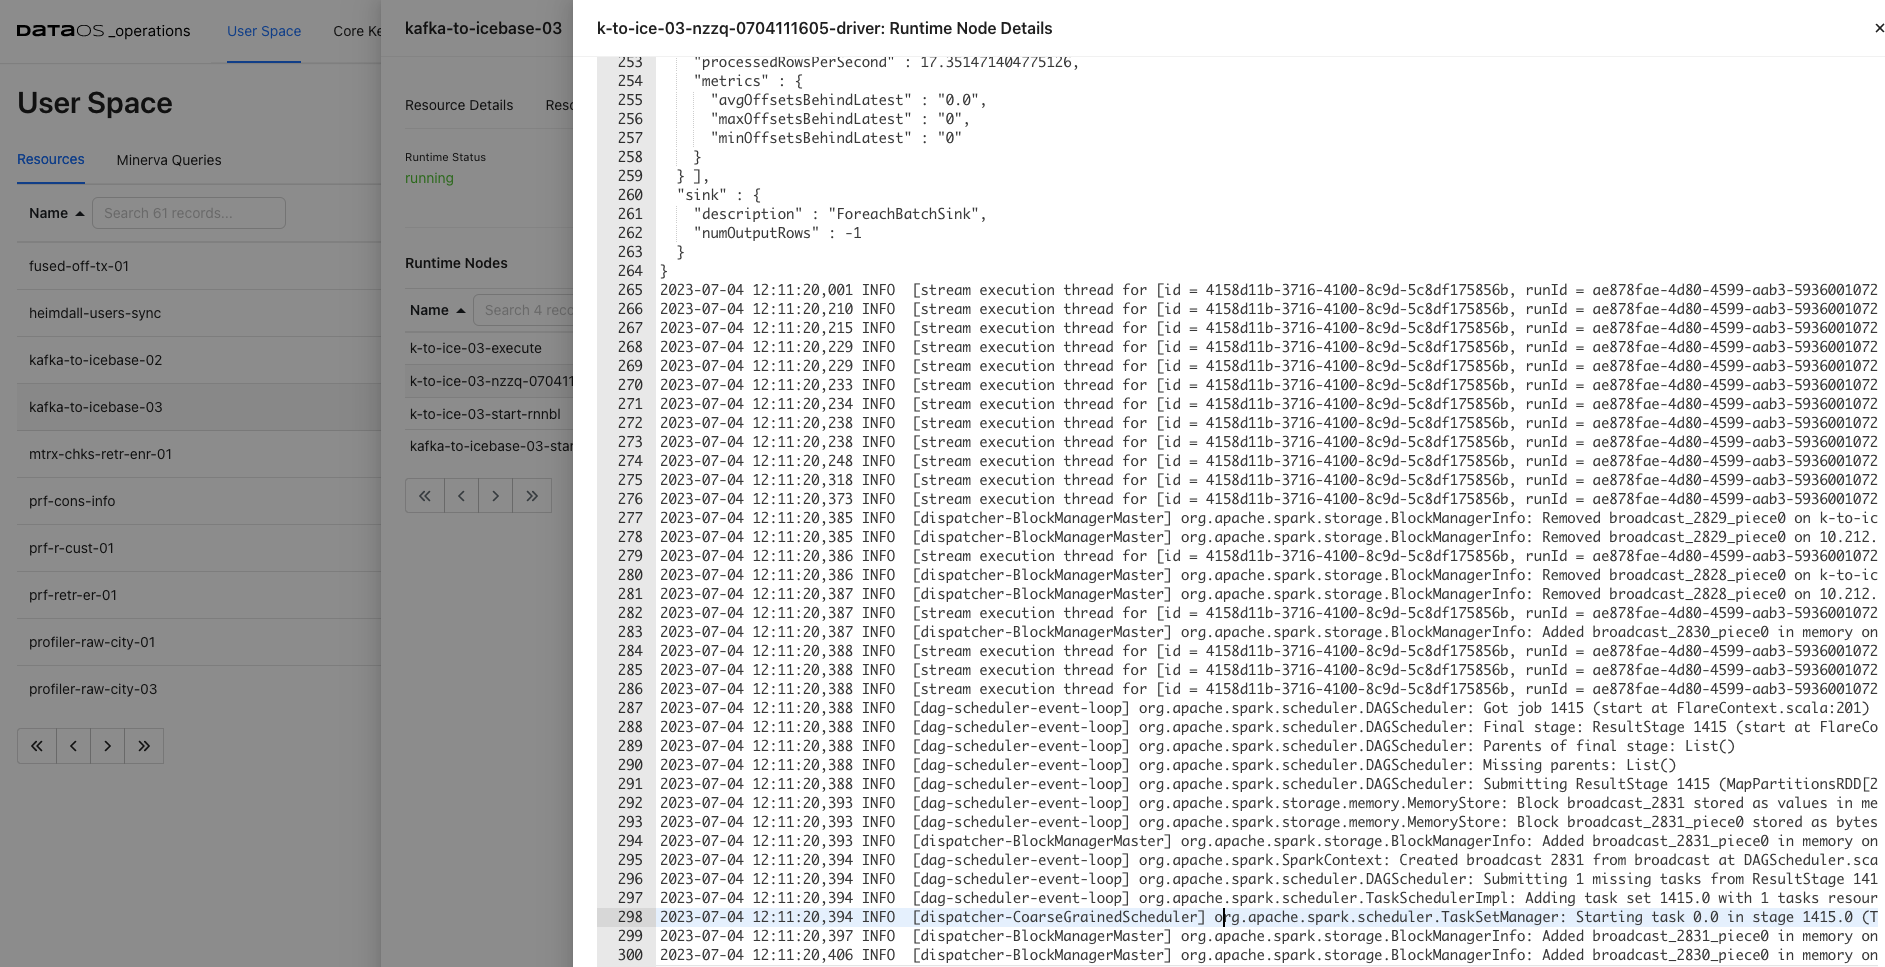 DATAOS _operations
User Space
Core Ke
User Space
Resources
Minerva Queries
Name
Search 61 records...
fused-off-tx-01
heimdall-users-sync
kafka-to-icebase-02
kafka-to-icebase-03
mtrx-chks-retr-enr-01
prf-cons-info
prf-r-cust-01
prf-retr-er-01
profiler-raw-city-01
profiler-raw-city-03
kafka-to-icebase-03
Resource Details
Reso
Runtime Status
running
Runtime Nodes
Name
Search 4 reco
k-to-ice-03-execute
k-to-ice-03-nzzq-070411
k-to-ice-03-start-rnnbl
kafka-to-icebase-03-star
k-to-ice-03-nzzq-0704111605-driver: Runtime Node Details
253 "processedRowsPerSecond" : 17.351471404775126,
254 "metrics" : {
255 "avgOffsetsBehindLatest" : "0.0",
256 "maxOffsetsBehindLatest" : "0",
257 "minOffsetsBehindLatest" : "0"
258 }
259 } ],
260 "sink" : {
261 "description" : "ForeachBatchSink",
262 "numOutputRows" : -1
263 }
264 }
265 2023-07-04 12:11:20,001 INFO [stream execution thread for [id = 4158d11b-3716-4100-8c9d-5c8df175856b, runId = ae878fae-4d80-4599-aab3-5936001072
266 2023-07-04 12:11:20,210 INFO [stream execution thread for [id = 4158d11b-3716-4100-8c9d-5c8df175856b, runId = ae878fae-4d80-4599-aab3-5936001072
267 2023-07-04 12:11:20,215 INFO [stream execution thread for [id = 4158d11b-3716-4100-8c9d-5c8df175856b, runId = ae878fae-4d80-4599-aab3-5936001072
268 2023-07-04 12:11:20,229 INFO [stream execution thread for [id = 4158d11b-3716-4100-8c9d-5c8df175856b, runId = ae878fae-4d80-4599-aab3-5936001072
269 2023-07-04 12:11:20,229 INFO [stream execution thread for [id = 4158d11b-3716-4100-8c9d-5c8df175856b, runId = ae878fae-4d80-4599-aab3-5936001072
270 2023-07-04 12:11:20,233 INFO [stream execution thread for [id = 4158d11b-3716-4100-8c9d-5c8df175856b, runId = ae878fae-4d80-4599-aab3-5936001072
271 2023-07-04 12:11:20,234 INFO [stream execution thread for [id = 4158d11b-3716-4100-8c9d-5c8df175856b, runId = ae878fae-4d80-4599-aab3-5936001072
272 2023-07-04 12:11:20,238 INFO [stream execution thread for [id = 4158d11b-3716-4100-8c9d-5c8df175856b, runId = ae878fae-4d80-4599-aab3-5936001072
273 2023-07-04 12:11:20,238 INFO [stream execution thread for [id = 4158d11b-3716-4100-8c9d-5c8df175856b, runId = ae878fae-4d80-4599-aab3-5936001072
274 2023-07-04 12:11:20,248 INFO [stream execution thread for [id = 4158d11b-3716-4100-8c9d-5c8df175856b, runId = ae878fae-4d80-4599-aab3-5936001072
275 2023-07-04 12:11:20,318 INFO [stream execution thread for [id = 4158d11b-3716-4100-8c9d-5c8df175856b, runId = ae878fae-4d80-4599-aab3-5936001072
276 2023-07-04 12:11:20,373 INFO [stream execution thread for [id = 4158d11b-3716-4100-8c9d-5c8df175856b, runId = ae878fae-4d80-4599-aab3-5936001072
277 2023-07-04 12:11:20,385 INFO [dispatcher-BlockManagerMaster] org.apache.spark.storage.BlockManagerInfo: Removed broadcast_2829_piece0 on k-to-ic
278 2023-07-04 12:11:20,385 INFO [dispatcher-BlockManagerMaster] org.apache.spark.storage.BlockManagerInfo: Removed broadcast_2829_piece0 on 10.212.
279 2023-07-04 12:11:20,386 INFO [stream execution thread for [id = 4158d11b-3716-4100-8c9d-5c8df175856b, runId = ae878fae-4d80-4599-aab3-5936001072
280 2023-07-04 12:11:20,386 INFO [dispatcher-BlockManagerMaster] org.apache.spark.storage.BlockManagerInfo: Removed broadcast_2828_piece0 on k-to-ic
281 2023-07-04 12:11:20,387 INFO [dispatcher-BlockManagerMaster] org.apache.spark.storage.BlockManagerInfo: Removed broadcast_2828_piece0 on 10.212.
282 2023-07-04 12:11:20,387 INFO [stream execution thread for [id = 4158d11b-3716-4100-8c9d-5c8df175856b, runId = ae878fae-4d80-4599-aab3-5936001072
283 2023-07-04 12:11:20,387 INFO [dispatcher-BlockManagerMaster] org.apache.spark.storage.BlockManagerInfo: Added broadcast_2830_piece0 in memory on
284 2023-07-04 12:11:20,388 INFO [stream execution thread for [id = 4158d11b-3716-4100-8c9d-5c8df175856b, runId = ae878fae-4d80-4599-aab3-5936001072
285 2023-07-04 12:11:20,388 INFO [stream execution thread for [id = 4158d11b-3716-4100-8c9d-5c8df175856b, runId = ae878fae-4d80-4599-aab3-5936001072
286 2023-07-04 12:11:20,388 INFO [stream execution thread for [id = 4158d11b-3716-4100-8c9d-5c8df175856b, runId = ae878fae-4d80-4599-aab3-5936001072
287 2023-07-04 12:11:20,388 INFO [dag-scheduler-event-loop] org.apache.spark.scheduler.DAGScheduler: Got job 1415 (start at FlareContext.scala:201)
288 2023-07-04 12:11:20,388 INFO [dag-scheduler-event-loop] org.apache.spark.scheduler.DAGScheduler: Final stage: ResultStage 1415 (start at FlareCo
289 2023-07-04 12:11:20,388 INFO [dag-scheduler-event-loop] org.apache.spark.scheduler.DAGScheduler: Parents of final stage: List()
290 2023-07-04 12:11:20,388 INFO [dag-scheduler-event-loop] org.apache.spark.scheduler.DAGScheduler: Missing parents: List()
291 2023-07-04 12:11:20,388 INFO [dag-scheduler-event-loop] org.apache.spark.scheduler.DAGScheduler: Submitting ResultStage 1415 (MapPartitionsRDD[2
292 2023-07-04 12:11:20,393 INFO [dag-scheduler-event-loop] org.apache.spark.storage.memory.MemoryStore: Block broadcast_2831 stored as values in me
293 2023-07-04 12:11:20,393 INFO [dag-scheduler-event-loop] org.apache.spark.storage.memory.MemoryStore: Block broadcast_2831_piece0 stored as bytes
294 2023-07-04 12:11:20,393 INFO [dispatcher-BlockManagerMaster] org.apache.spark.storage.BlockManagerInfo: Added broadcast_2831_piece0 in memory on
295 2023-07-04 12:11:20,394 INFO [dag-scheduler-event-loop] org.apache.spark.SparkContext: Created broadcast 2831 from broadcast at DAGScheduler.sca
296 2023-07-04 12:11:20,394 INFO [dag-scheduler-event-loop] org.apache.spark.scheduler.DAGScheduler: Submitting 1 missing tasks from ResultStage 141
297 2023-07-04 12:11:20,394 INFO [dag-scheduler-event-loop] org.apache.spark.scheduler.TaskSchedulerImpl: Adding task set 1415.0 with 1 tasks resour
298 2023-07-04 12:11:20,394 INFO [dispatcher-CoarseGrainedScheduler] org.apache.spark.scheduler.TaskSetManager: Starting task 0.0 in stage 1415.0 (T
299 2023-07-04 12:11:20,397 INFO [dispatcher-BlockManagerMaster] org.apache.spark.storage.BlockManagerInfo: Added broadcast_2831_piece0 in memory on
300 2023-07-04 12:11:20,406 INFO [dispatcher-BlockManagerMaster] org.apache.spark.storage.BlockManagerInfo: Added broadcast_2830_piece0 in memory on